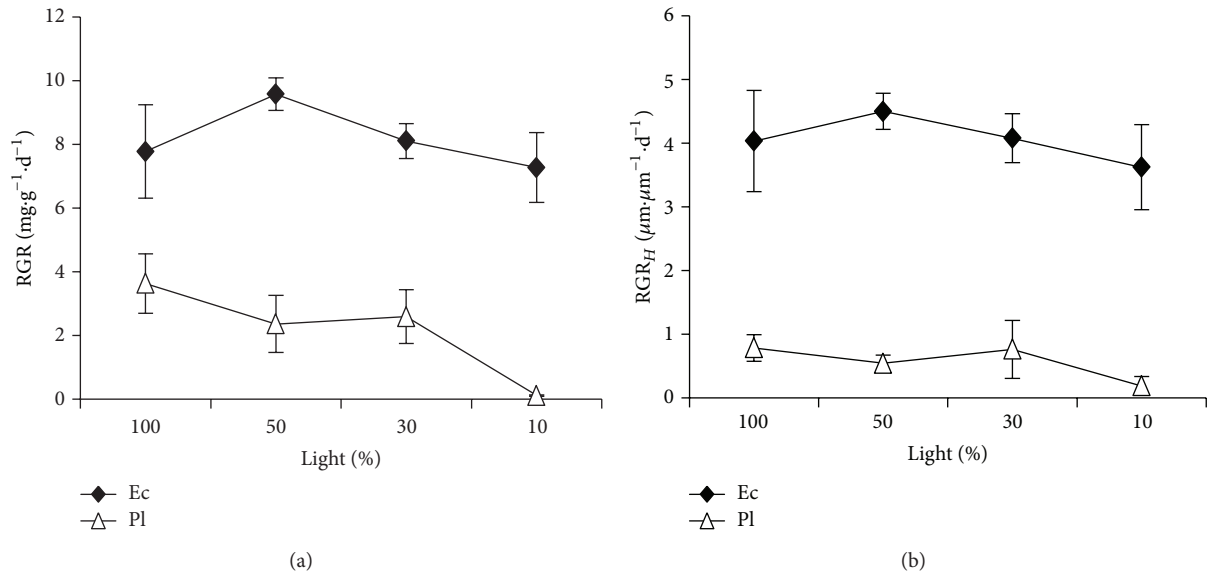 RGR (mg·g⁻¹·d⁻¹)
12
10
8
6
4
2
0
100 50 30 10
Light (%)
Ec
Pl
(a)
RGR_H (μm·μm⁻¹·d⁻¹)
6
5
4
3
2
1
0
100 50 30 10
Light (%)
Ec
Pl
(b)